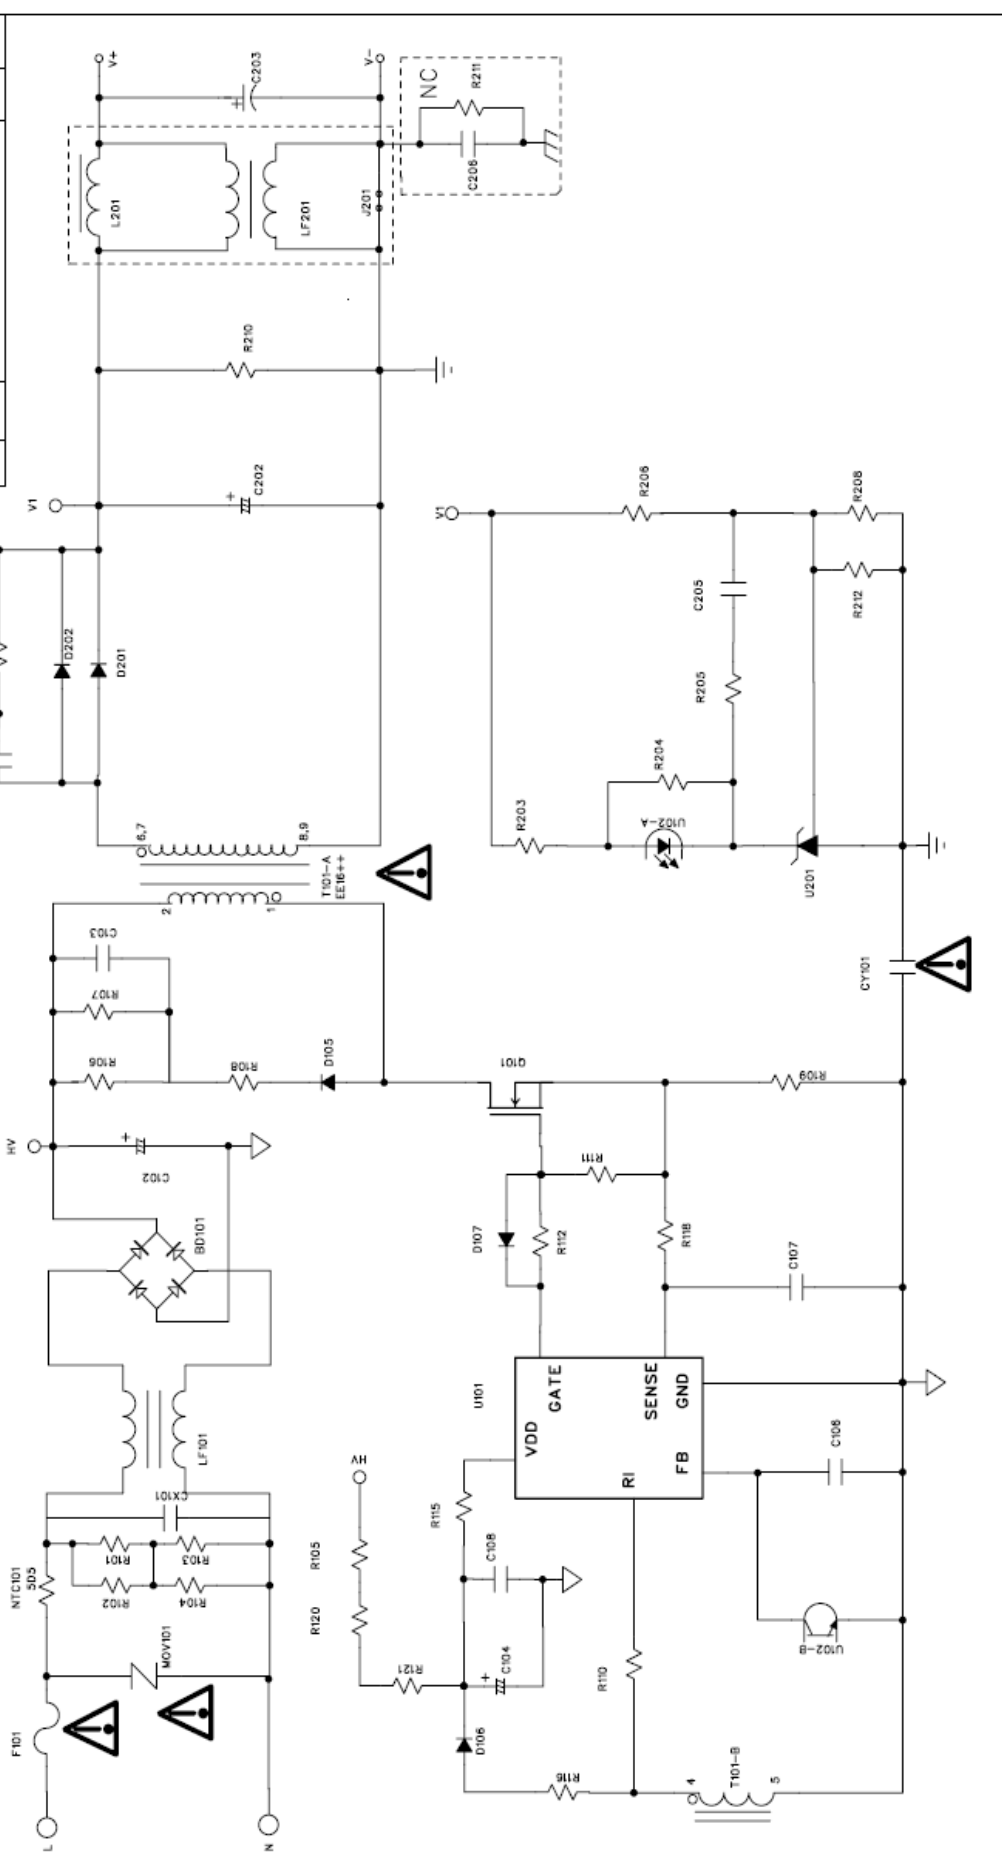 V+
V-
C203
+
NC
R211
C206
L201
LF201
J201
R210
V1
+
C202
D202
D201
6,7
8,9
T101-A
EE16++
2
1
V1
R206
R208
R212
C205
R205
R204
R203
U102-A
U201
CY101
C103
R107
R106
R108
D105
Q101
R109
HV
+
C102
BD101
R111
D107
R112
R118
C107
LF101
U101
GATE
VDD
SENSE
GND
FB
RI
CX101
NTC101
5D5
R101
R103
R102
R104
MOV101
F101
L
N
HV
R115
R105
R120
C108
C106
R121
+
C104
R110
U102-B
D106
R116
4
T101-B
5